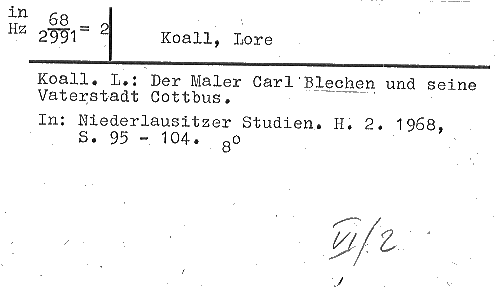 in
Hz 68/2991 = 2
Koall, Lore
Koall. L.: Der Maler Carl Blechen und seine
Vaterstadt Cottbus.
In: Niederlausitzer Studien. H. 2. 1968,
S. 95 - 104. 8º
VI/2